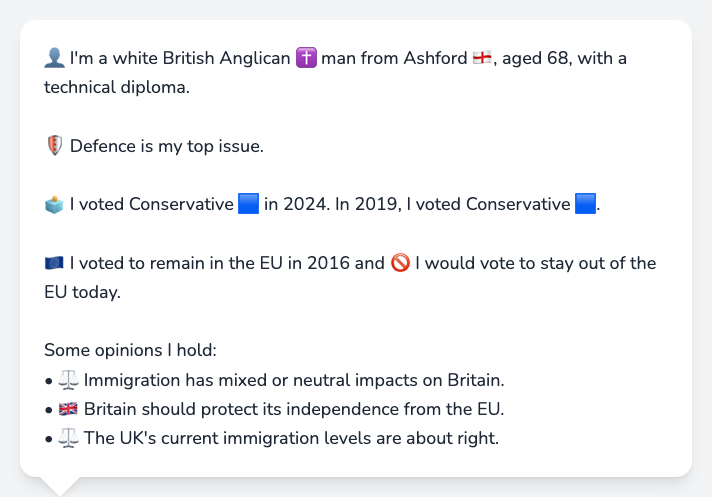 👤 I'm a white British Anglican ✝️ man from Ashford 🏴󠁧󠁢󠁥󠁮󠁧󠁿, aged 68, with a
technical diploma.
🛡️ Defence is my top issue.
🗳️ I voted Conservative 🟦 in 2024. In 2019, I voted Conservative 🟦.
🇪🇺 I voted to remain in the EU in 2016 and 🚫 I would vote to stay out of the
EU today.
Some opinions I hold:
• ⚖️ Immigration has mixed or neutral impacts on Britain.
• 🇬🇧 Britain should protect its independence from the EU.
• ⚖️ The UK's current immigration levels are about right.